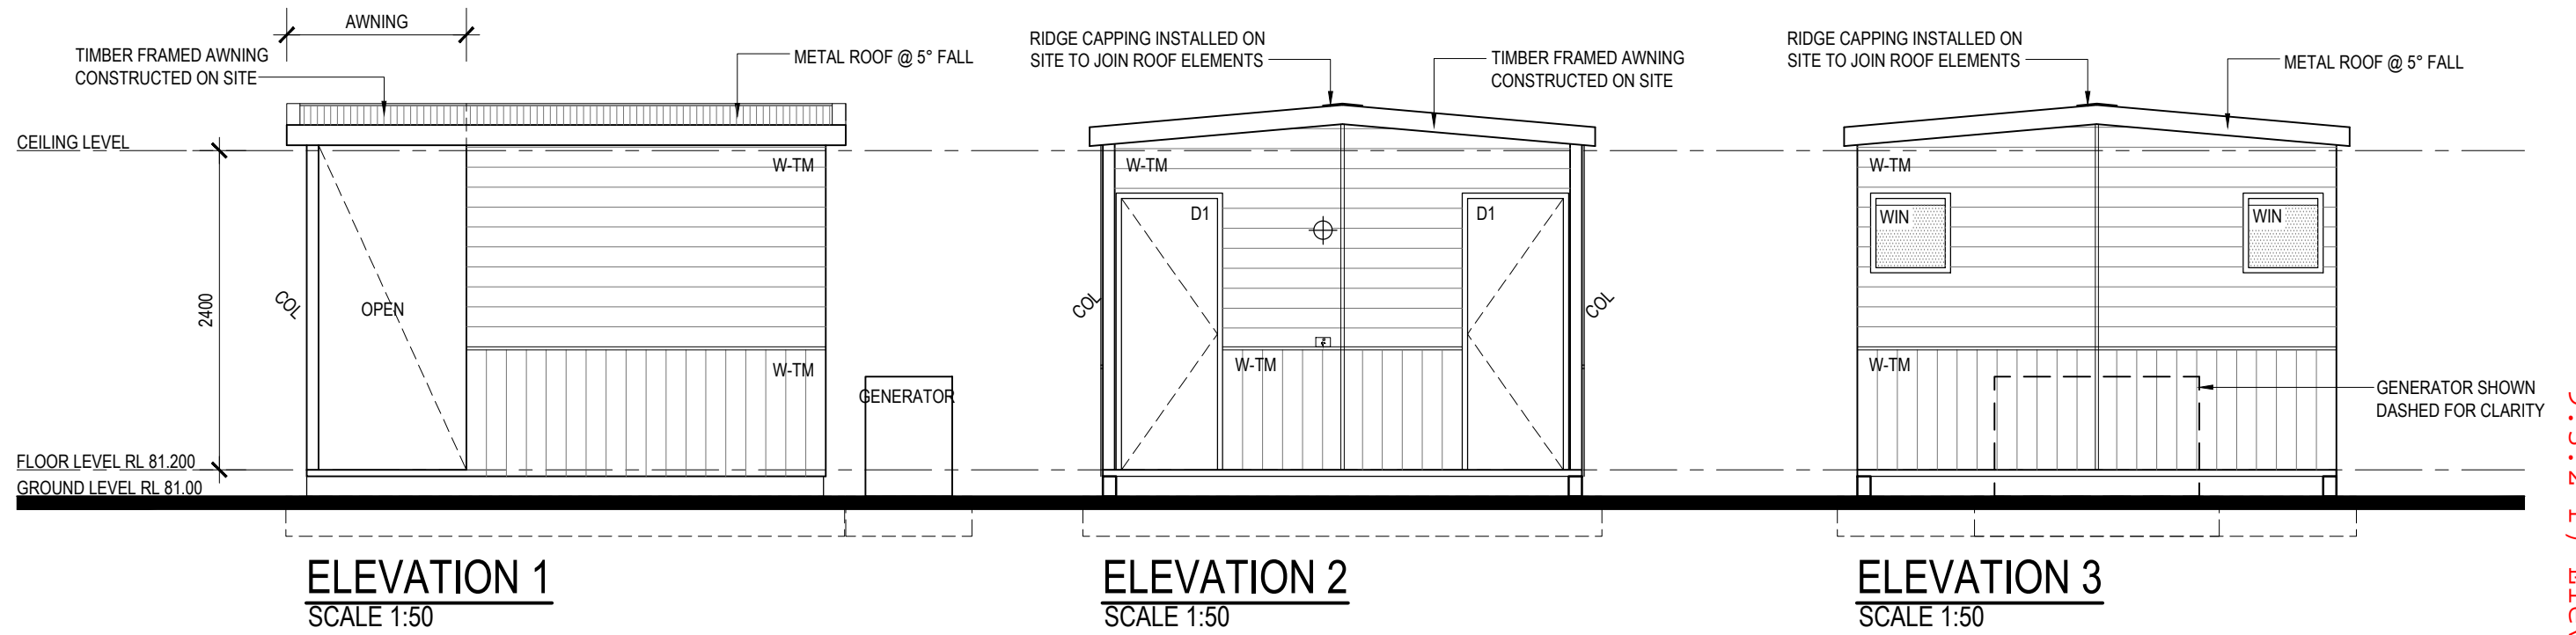 AWNING
TIMBER FRAMED AWNING
CONSTRUCTED ON SITE
METAL ROOF @ 5° FALL
CEILING LEVEL
W-TM
2400
COL
OPEN
W-TM
GENERATOR
FLOOR LEVEL RL 81.200
GROUND LEVEL RL 81.00
ELEVATION 1
SCALE 1:50
RIDGE CAPPING INSTALLED ON
SITE TO JOIN ROOF ELEMENTS
TIMBER FRAMED AWNING
CONSTRUCTED ON SITE
W-TM
D1
D1
COL
COL
W-TM
ELEVATION 2
SCALE 1:50
RIDGE CAPPING INSTALLED ON
SITE TO JOIN ROOF ELEMENTS
METAL ROOF @ 5° FALL
W-TM
WIN
WIN
W-TM
GENERATOR SHOWN
DASHED FOR CLARITY
ELEVATION 3
SCALE 1:50